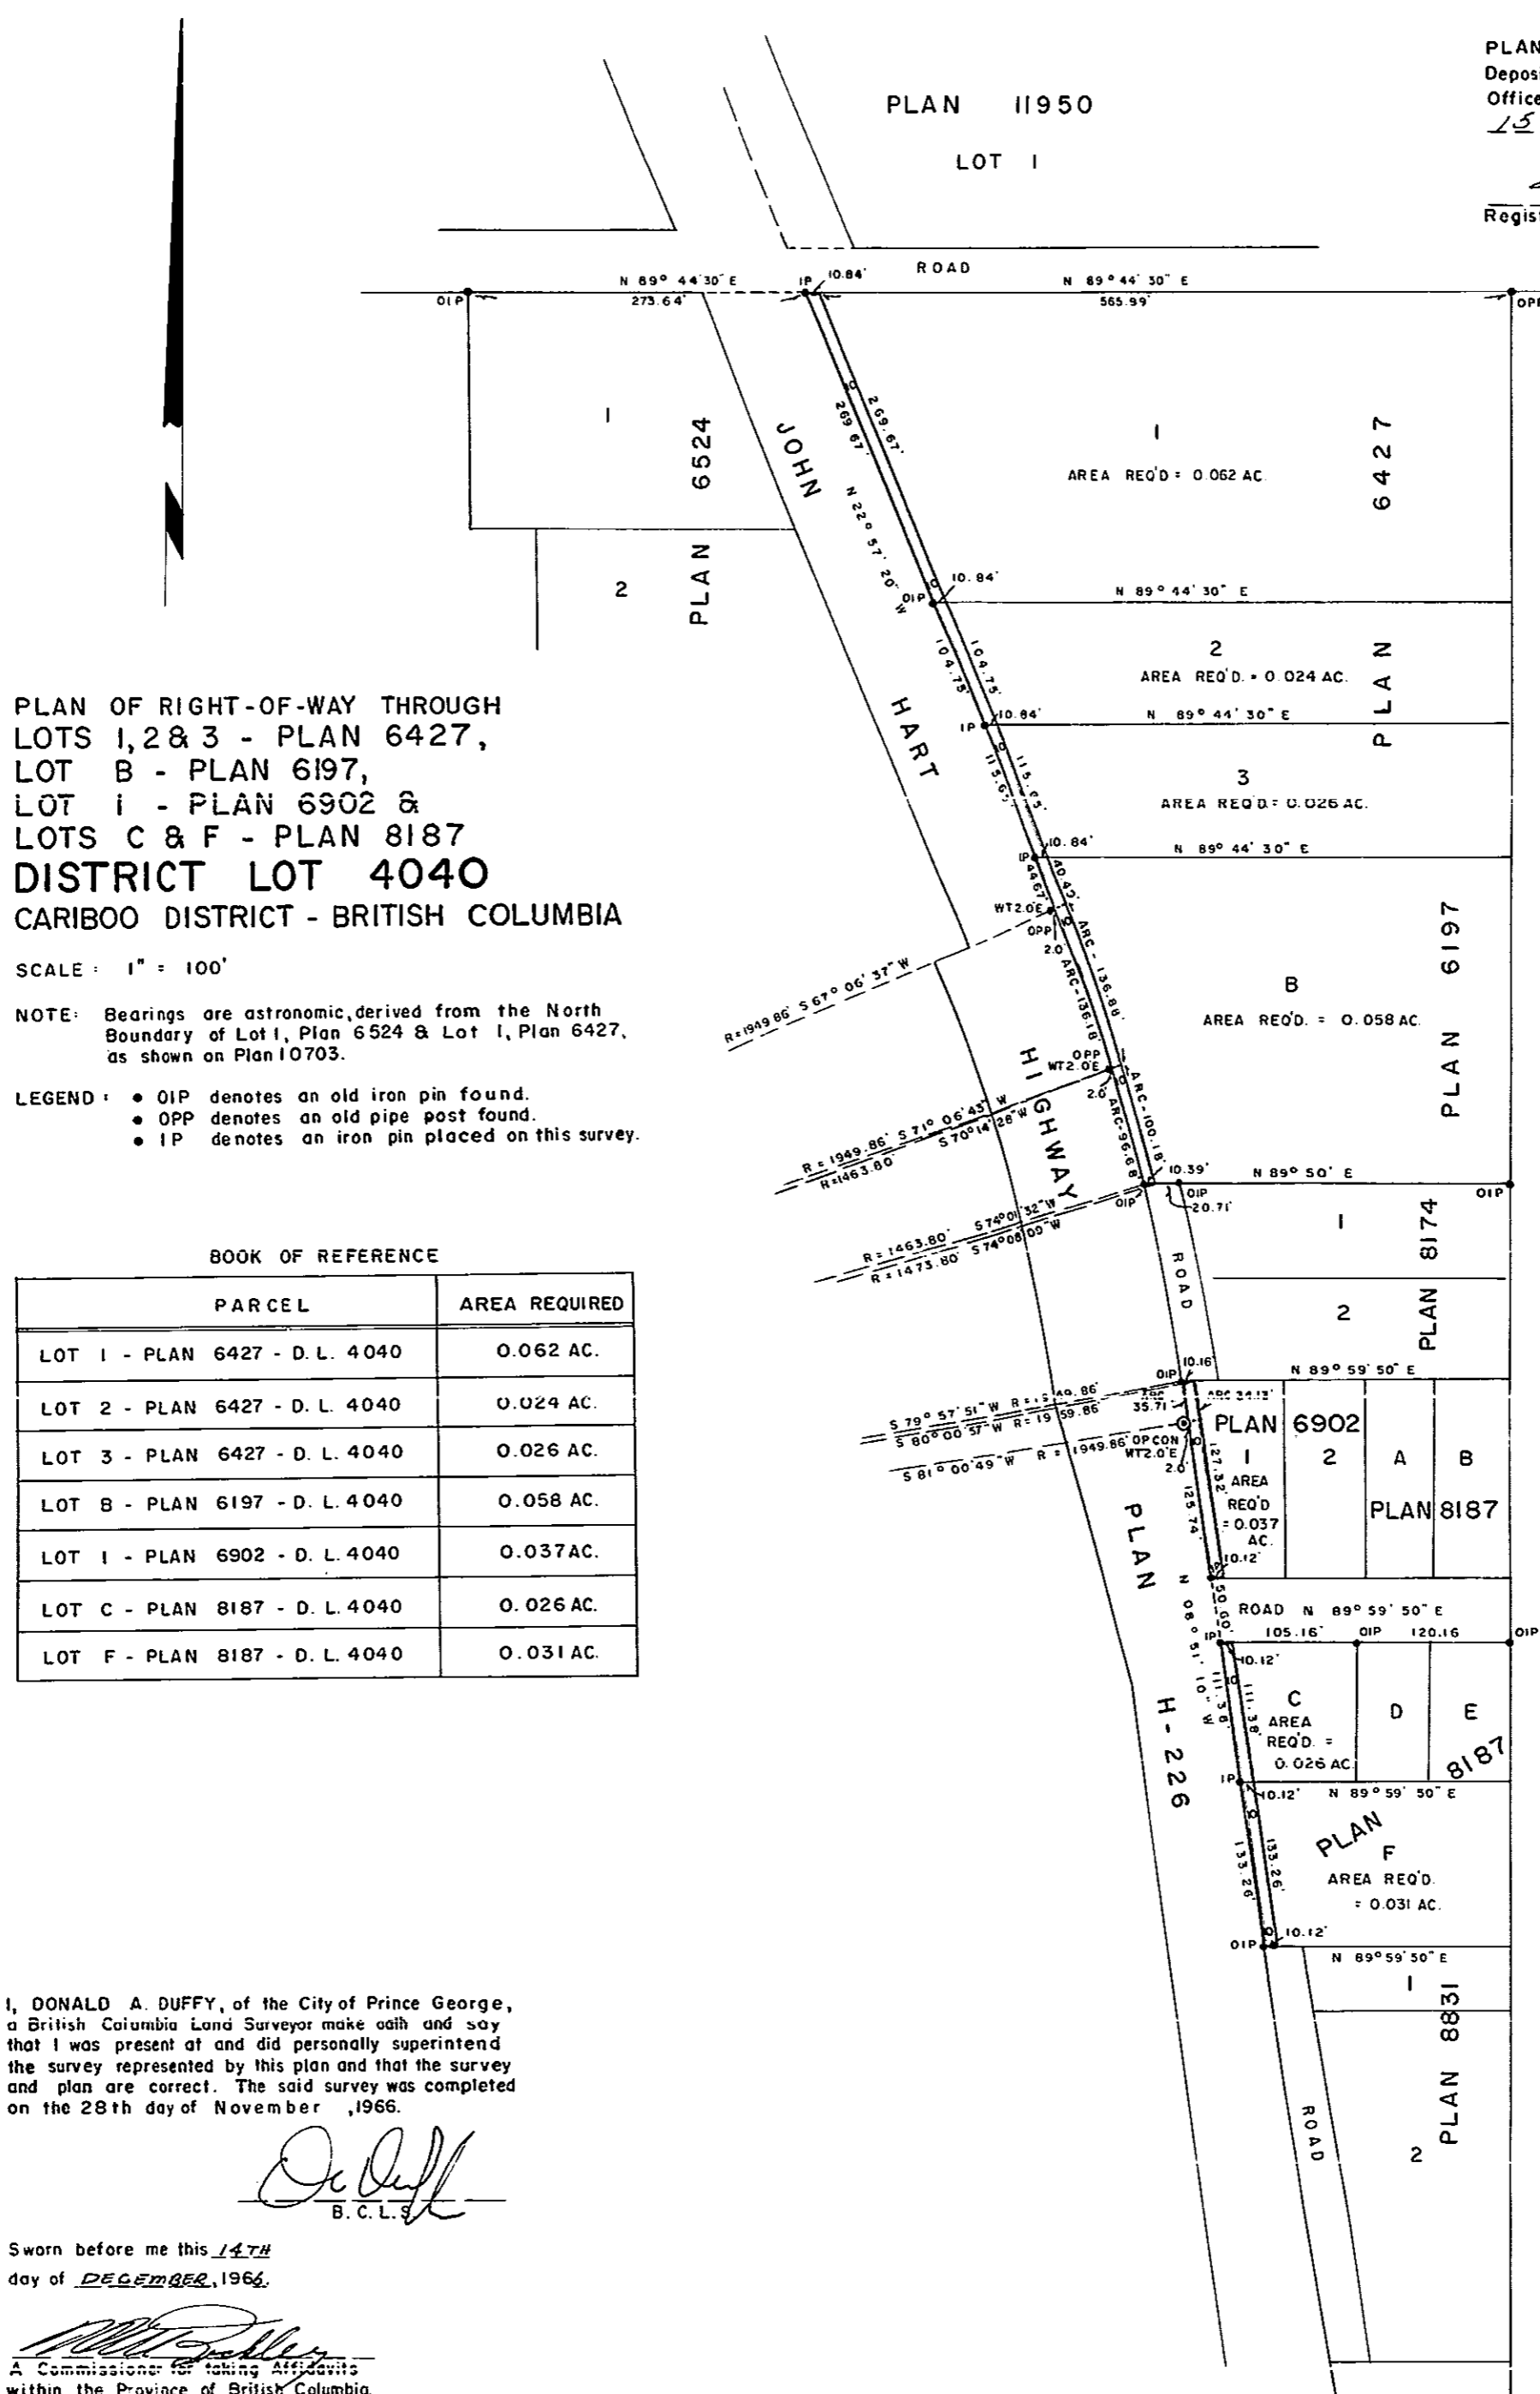 PLAN 11950
LOT 1
PLAN
Depos
Office
15
Regis
ROAD
N 89° 44' 30" E
273.64'
OIP
IP
10.84'
N 89° 44' 30" E
565.99'
OPP
1
PLAN 6524
2
JOHN HART HIGHWAY
PLAN H-226
269.67'
269.67'
N 22° 57' 20" W
1
AREA REQ'D = 0.062 AC.
PLAN 6427
OIP
10.84'
N 89° 44' 30" E
104.75'
104.75'
2
AREA REQ'D. = 0.024 AC.
IP
10.84'
N 89° 44' 30" E
115.65'
115.65'
3
AREA REQ'D = 0.026 AC.
IP
10.84'
N 89° 44' 30" E
44.67'
40.43'
WT 2.0'E
OPP
2.0'
ARC-136.88'
ARC-136.18'
R=1949.86' S 67° 06' 37" W
B
AREA REQ'D. = 0.058 AC.
PLAN 6197
OPP
WT 2.0'E
2.0'
R = 1949.86' S 71° 06' 43" W
R=1463.80' S 70° 14' 28" W
ARC-100.18'
ARC-96.68'
10.39'
N 89° 50' E
OIP
OIP
20.71'
OIP
R = 1463.80' S 74° 01' 32" W
R = 1473.80' S 74° 08' 09" W
ROAD
1
2
PLAN 8174
OIP
10.16'
N 89° 59' 50" E
S 79° 57' 51" W R = 1949.86'
S 80° 00' 57" W R = 1959.86'
S 81° 00' 49" W R = 1949.86'
ARC
35.71
ARC 34.13'
OP CON
WT 2.0'E
2.0'
127.32'
125.74'
PLAN 6902
1
AREA
REQ'D
= 0.037
AC.
2
A
B
PLAN 8187
10.12'
50.60'
N 08° 51' 10" W
ROAD N 89° 59' 50" E
IP
105.16'
OIP
120.16
OIP
10.12'
111.38'
111.38'
C
AREA
REQ'D. =
0.026 AC.
D
E
PLAN 8187
IP
10.12'
N 89° 59' 50" E
133.26'
133.26'
F
AREA REQ'D.
= 0.031 AC.
OIP
10.12'
N 89° 59' 50" E
1
PLAN 8831
2
ROAD
PLAN OF RIGHT-OF-WAY THROUGH
LOTS 1, 2 & 3 - PLAN 6427,
LOT B - PLAN 6197,
LOT 1 - PLAN 6902 &
LOTS C & F - PLAN 8187
DISTRICT LOT 4040
CARIBOO DISTRICT - BRITISH COLUMBIA
SCALE : 1" = 100'
NOTE: Bearings are astronomic, derived from the North
Boundary of Lot 1, Plan 6524 & Lot 1, Plan 6427,
as shown on Plan 10703.
LEGEND : • OIP denotes an old iron pin found.
• OPP denotes an old pipe post found.
• IP denotes an iron pin placed on this survey.
BOOK OF REFERENCE
PARCEL AREA REQUIRED
LOT 1 - PLAN 6427 - D. L. 4040 0.062 AC.
LOT 2 - PLAN 6427 - D. L. 4040 0.024 AC.
LOT 3 - PLAN 6427 - D. L. 4040 0.026 AC.
LOT B - PLAN 6197 - D. L. 4040 0.058 AC.
LOT 1 - PLAN 6902 - D. L. 4040 0.037 AC.
LOT C - PLAN 8187 - D. L. 4040 0.026 AC.
LOT F - PLAN 8187 - D. L. 4040 0.031 AC.
I, DONALD A. DUFFY, of the City of Prince George,
a British Columbia Land Surveyor make oath and say
that I was present at and did personally superintend
the survey represented by this plan and that the survey
and plan are correct. The said survey was completed
on the 28th day of November ,1966.
B. C. L. S.
Sworn before me this 14TH
day of DECEMBER, 1966.
A Commissioner for taking Affidavits
within the Province of British Columbia.